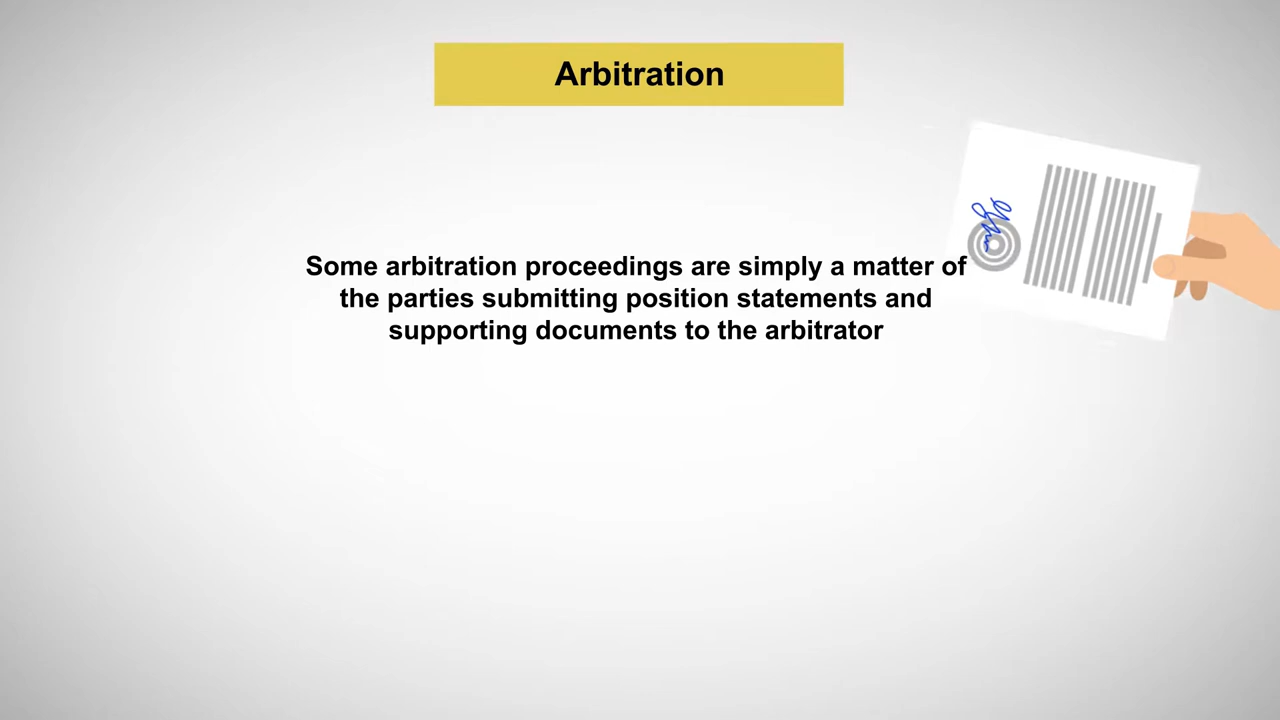 Arbitration
Some arbitration proceedings are simply a matter of
the parties submitting position statements and
supporting documents to the arbitrator